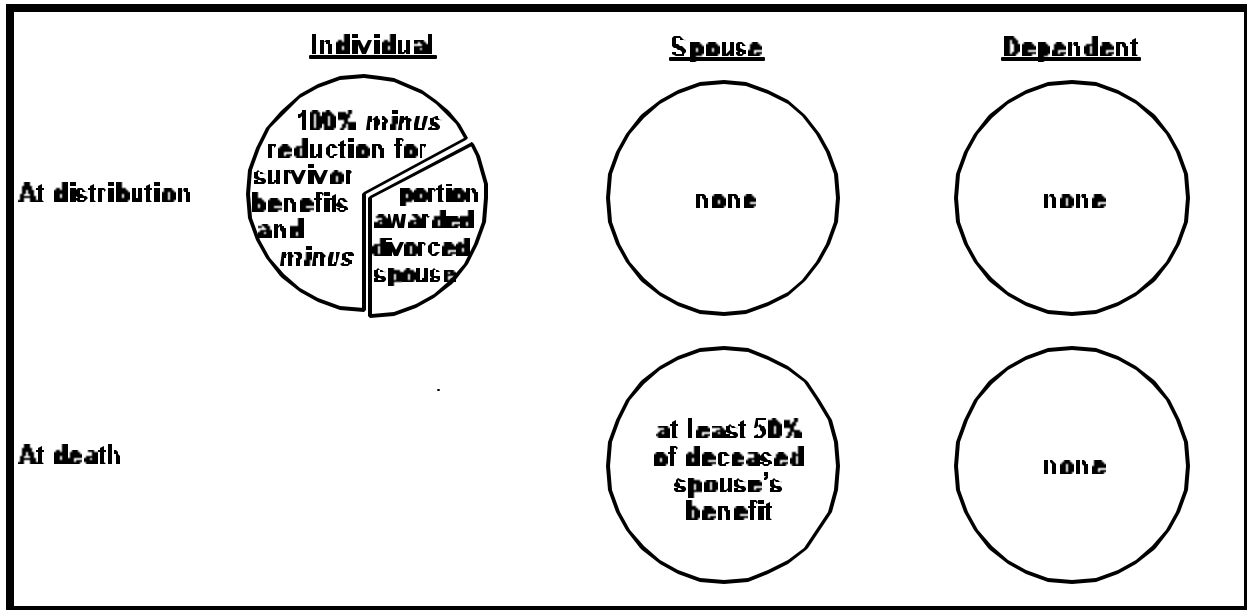 Individual
Spouse
Dependent
At distribution
100% minus
reduction for
survivor
benefits
and
minus
portion
awarded
divorced
spouse
none
none
At death
at least 50%
of deceased
spouse's
benefit
none